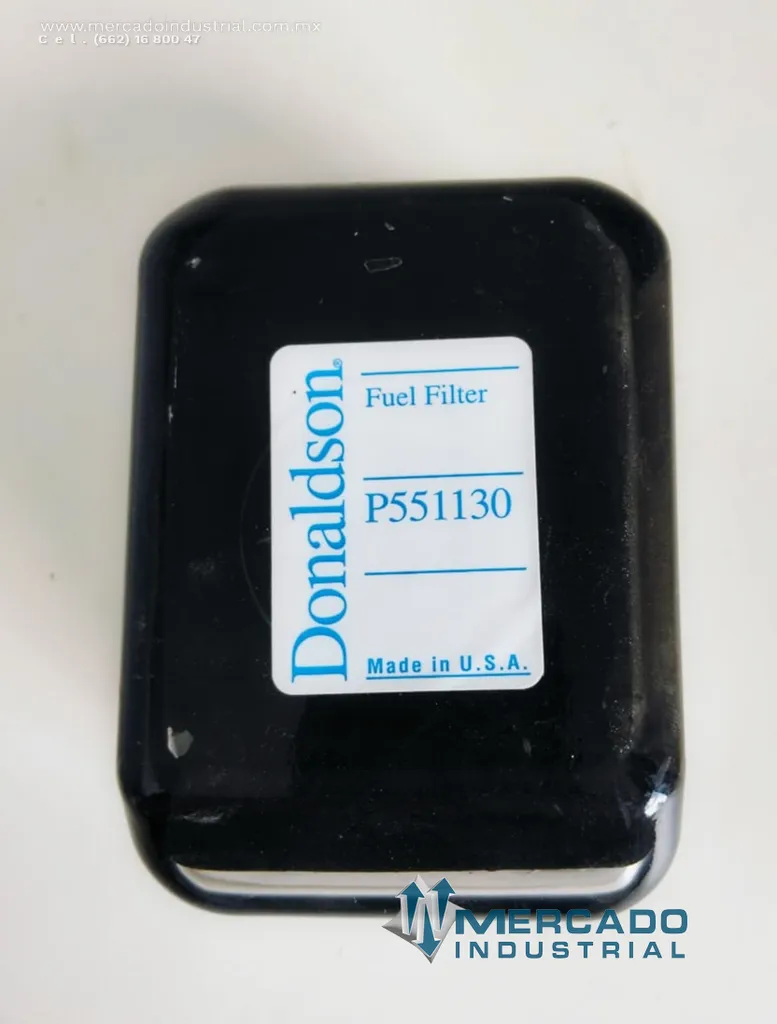 www.mercadoindustrial.com.mx
Cel. (662) 16 800 47
Donaldson®
Fuel Filter
P551130
Made in U.S.A.
MERCADO
INDUSTRIAL